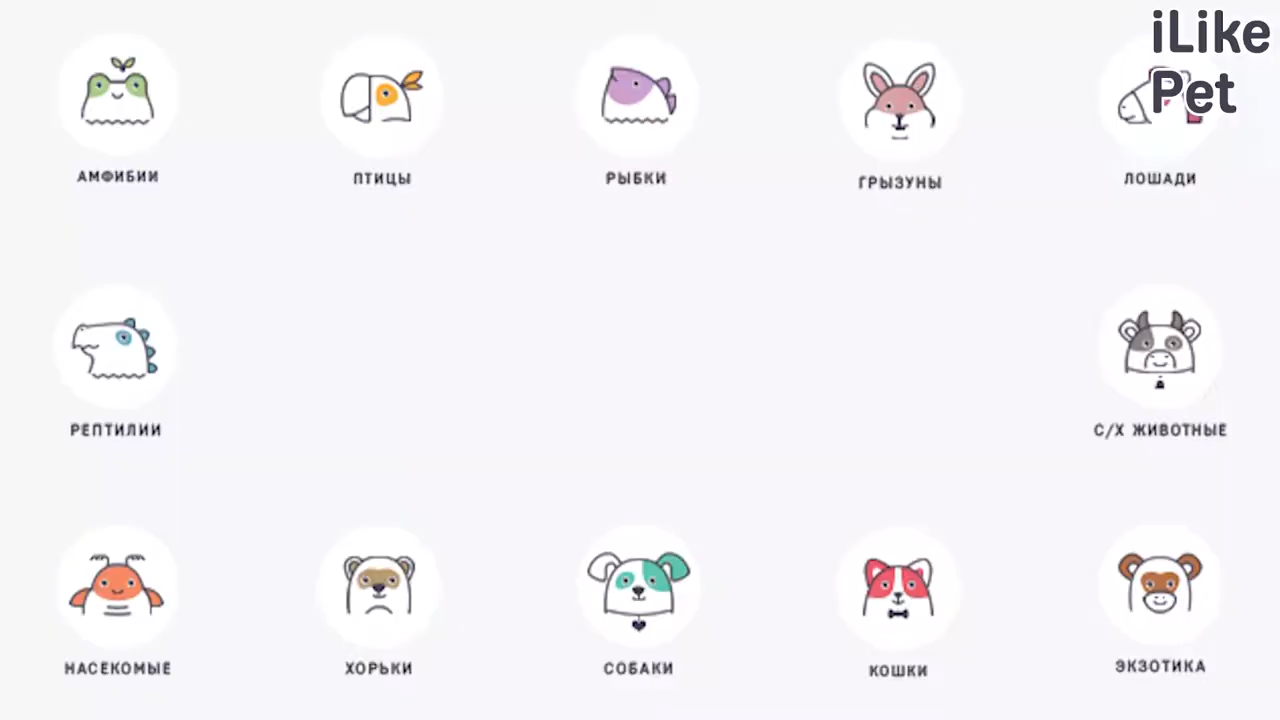 iLike
Pet
АМФИБИИ
ПТИЦЫ
РЫБКИ
ГРЫЗУНЫ
ЛОШАДИ
РЕПТИЛИИ
С/Х ЖИВОТНЫЕ
НАСЕКОМЫЕ
ХОРЬКИ
СОБАКИ
КОШКИ
ЭКЗОТИКА